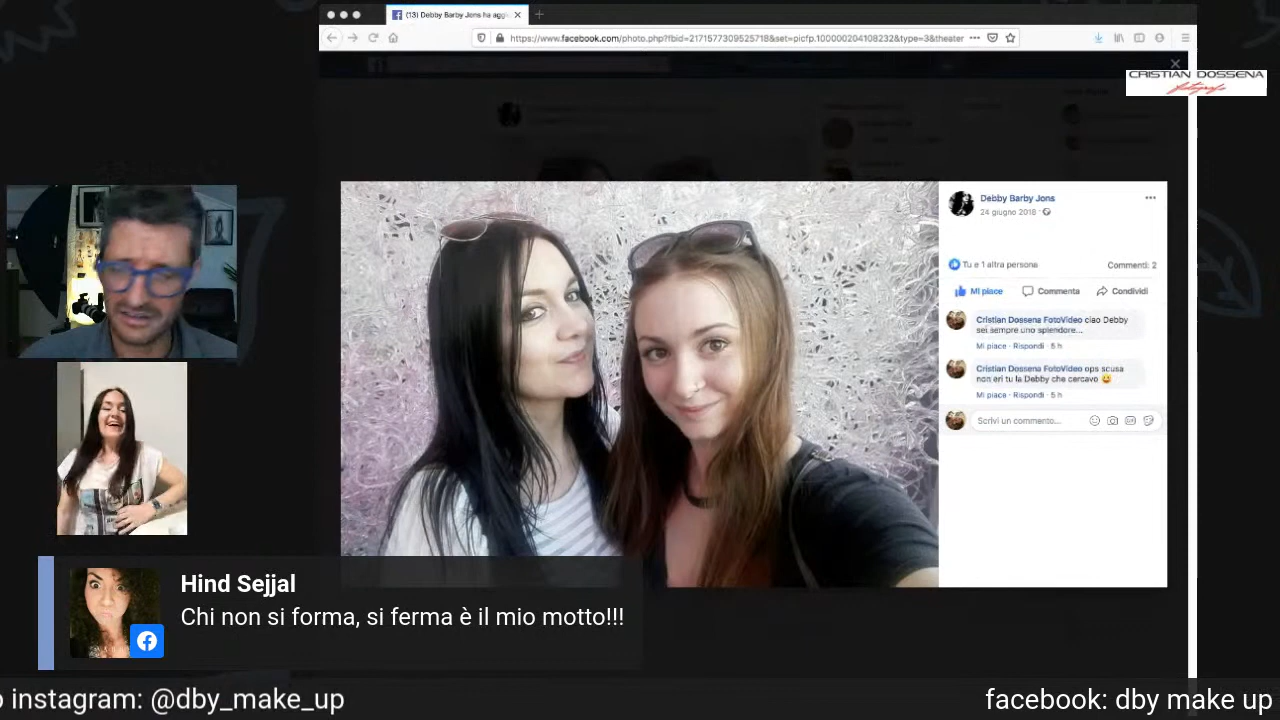 (13) Debby Barby Jons ha aggi
https://www.facebook.com/photo.php?fbid=2171577309525718&set=picfp.100000204108232&type=3&theater
CRISTIAN DOSSENA
fotografo
Debby Barby Jons
24 giugno 2018
Tu e 1 altra persona
Commenti: 2
Mi piace
Commenta
Condividi
Cristian Dossena FotoVideo ciao Debby
sei sempre uno splendore...
Mi piace · Rispondi · 5 h
Cristian Dossena FotoVideo ops scusa
non eri tu la Debby che cercavo 😀
Mi piace · Rispondi · 5 h
Scrivi un commento...
Hind Sejjal
Chi non si forma, si ferma è il mio motto!!!
o instagram: @dby_make_up
facebook: dby make up